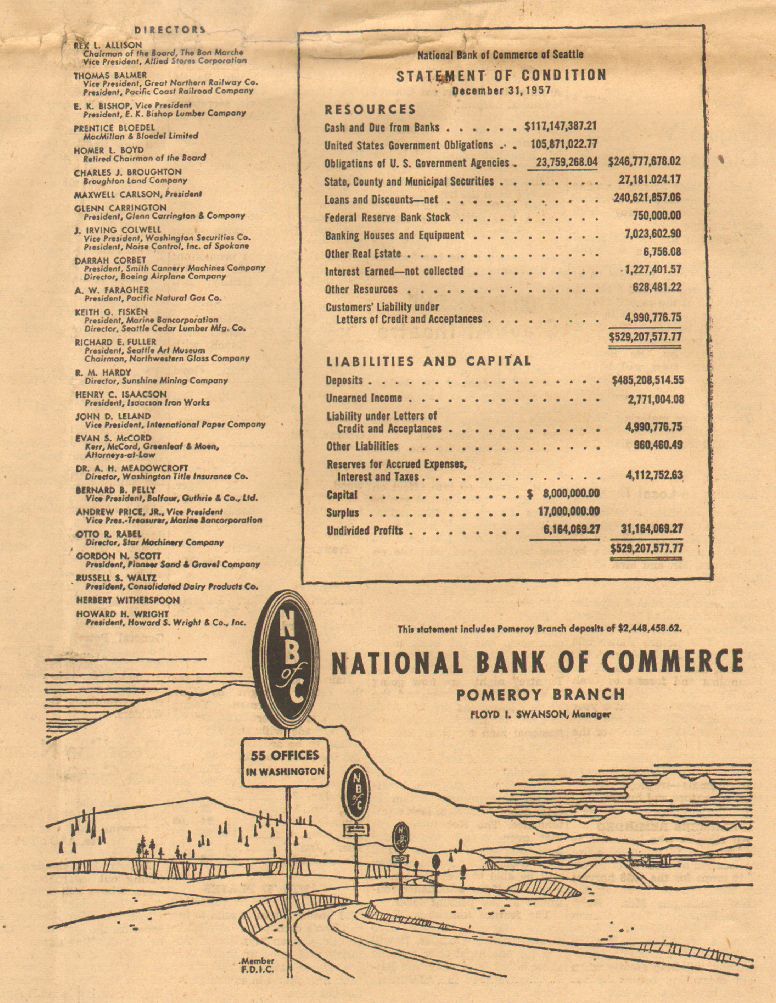 DIRECTORS
REX L. ALLISON
Chairman of the Board, The Bon Marche
Vice President, Allied Stores Corporation
THOMAS BALMER
Vice President, Great Northern Railway Co.
President, Pacific Coast Railroad Company
E. K. BISHOP, Vice President
President, E. K. Bishop Lumber Company
PRENTICE BLOEDEL
MacMillan & Bloedel Limited
HOMER L. BOYD
Retired Chairman of the Board
CHARLES J. BROUGHTON
Broughton Land Company
MAXWELL CARLSON, President
GLENN CARRINGTON
President, Glenn Carrington & Company
J. IRVING COLWELL
Vice President, Washington Securities Co.
President, Noise Control, Inc. of Spokane
DARRAH CORBET
President, Smith Cannery Machines Company
Director, Boeing Airplane Company
A. W. FARAGHER
President, Pacific Natural Gas Co.
KEITH G. FISKEN
President, Marine Bancorporation
Director, Seattle Cedar Lumber Mfg. Co.
RICHARD E. FULLER
President, Seattle Art Museum
Chairman, Northwestern Glass Company
R. M. HARDY
Director, Sunshine Mining Company
HENRY C. ISAACSON
President, Isaacson Iron Works
JOHN D. LELAND
Vice President, International Paper Company
EVAN S. McCORD
Kerr, McCord, Greenleaf & Moen,
Attorneys-at-Law
DR. A. H. MEADOWCROFT
Director, Washington Title Insurance Co.
BERNARD B. PELLY
Vice President, Balfour, Guthrie & Co., Ltd.
ANDREW PRICE, JR., Vice President
Vice Pres.-Treasurer, Marine Bancorporation
OTTO R. RABEL
Director, Star Machinery Company
GORDON N. SCOTT
President, Pioneer Sand & Gravel Company
RUSSELL S. WALTZ
President, Consolidated Dairy Products Co.
HERBERT WITHERSPOON
HOWARD H. WRIGHT
President, Howard S. Wright & Co., Inc.
National Bank of Commerce of Seattle
STATEMENT OF CONDITION
December 31, 1957
RESOURCES
Cash and Due from Banks . . . . . . $117,147,387.21
United States Government Obligations . . 105,871,022.77
Obligations of U. S. Government Agencies . 23,759,268.04 $246,777,678.02
State, County and Municipal Securities . . . . . . . . . 27,181.024.17
Loans and Discounts—net . . . . . . . . . . . . 240,621,857.06
Federal Reserve Bank Stock . . . . . . . . . . . 750,000.00
Banking Houses and Equipment . . . . . . . . . . 7,023,602.90
Other Real Estate . . . . . . . . . . . . . . . 6,756.08
Interest Earned—not collected . . . . . . . . . . 1,227,401.57
Other Resources . . . . . . . . . . . . . . . 628,481.22
Customers' Liability under
Letters of Credit and Acceptances . . . . . . . . . 4,990,776.75
$529,207,577.77
LIABILITIES AND CAPITAL
Deposits . . . . . . . . . . . . . . . . . . $485,208,514.55
Unearned Income . . . . . . . . . . . . . . . 2,771,004.08
Liability under Letters of
Credit and Acceptances . . . . . . . . . . . . 4,990,776.75
Other Liabilities . . . . . . . . . . . . . . . 960,460.49
Reserves for Accrued Expenses,
Interest and Taxes . . . . . . . . . . . . . . 4,112,752.63
Capital . . . . . . . . . . . . $ 8,000,000.00
Surplus . . . . . . . . . . . . 17,000,000.00
Undivided Profits . . . . . . . . . 6,164,069.27 31,164,069.27
$529,207,577.77
This statement includes Pomeroy Branch deposits of $2,448,458.62.
NATIONAL BANK OF COMMERCE
POMEROY BRANCH
FLOYD I. SWANSON, Manager
N
B
of
C
55 OFFICES
IN WASHINGTON
N
B
of
C
Member
F.D.I.C.